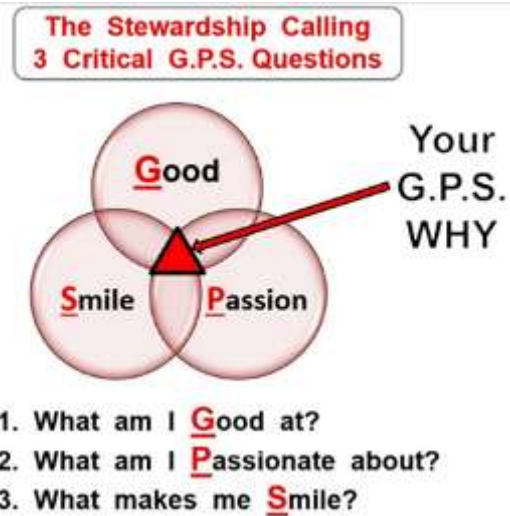 The Stewardship Calling
3 Critical G.P.S. Questions
Good
Your
G.P.S.
WHY
Smile
Passion
1. What am I Good at?
2. What am I Passionate about?
3. What makes me Smile?